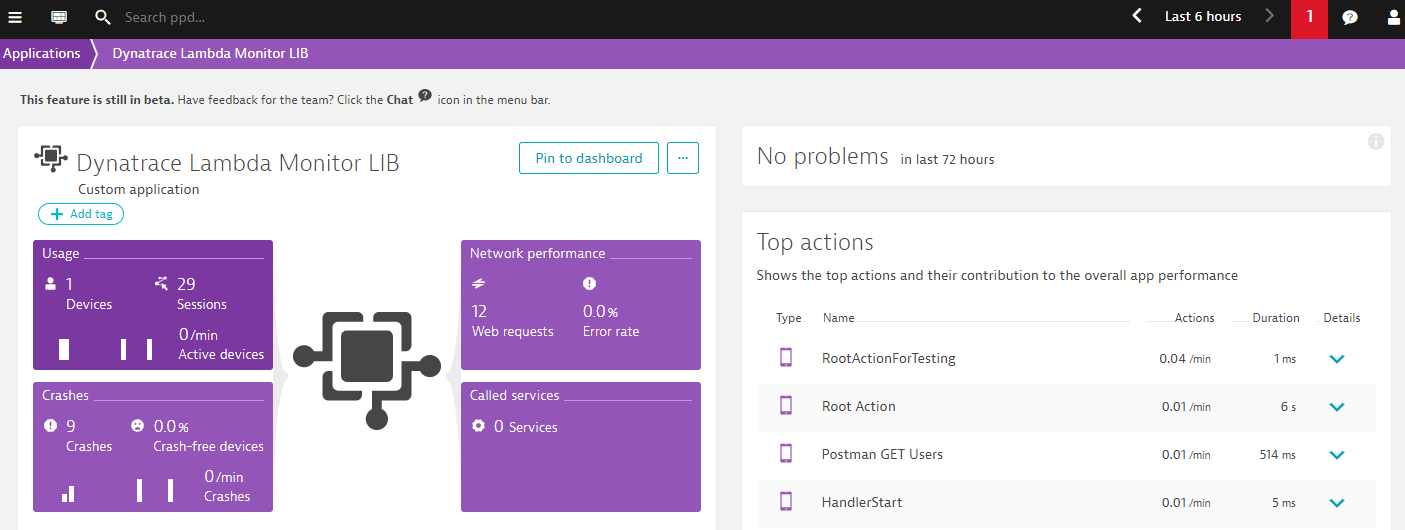 Search ppd...
Last 6 hours
1
Applications
Dynatrace Lambda Monitor LIB
This feature is still in beta. Have feedback for the team? Click the Chat icon in the menu bar.
Dynatrace Lambda Monitor LIB
Custom application
Add tag
Pin to dashboard
...
Usage
1
Devices
29
Sessions
0 /min
Active devices
Crashes
9
Crashes
0.0 %
Crash-free devices
0 /min
Crashes
Network performance
12
Web requests
0.0 %
Error rate
Called services
0 Services
No problems in last 72 hours
Top actions
Shows the top actions and their contribution to the overall app performance
Type Name Actions Duration Details
RootActionForTesting 0.04 /min 1 ms
Root Action 0.01 /min 6 s
Postman GET Users 0.01 /min 514 ms
HandlerStart 0.01 /min 5 ms